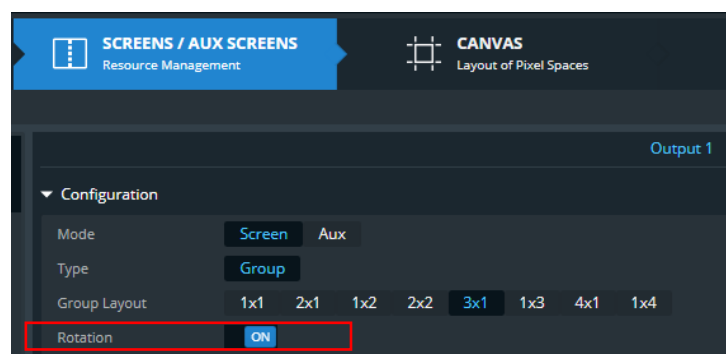 SCREENS / AUX SCREENS
Resource Management
CANVAS
Layout of Pixel Spaces
Output 1
Configuration
Mode Screen Aux
Type Group
Group Layout 1x1 2x1 1x2 2x2 3x1 1x3 4x1 1x4
Rotation ON